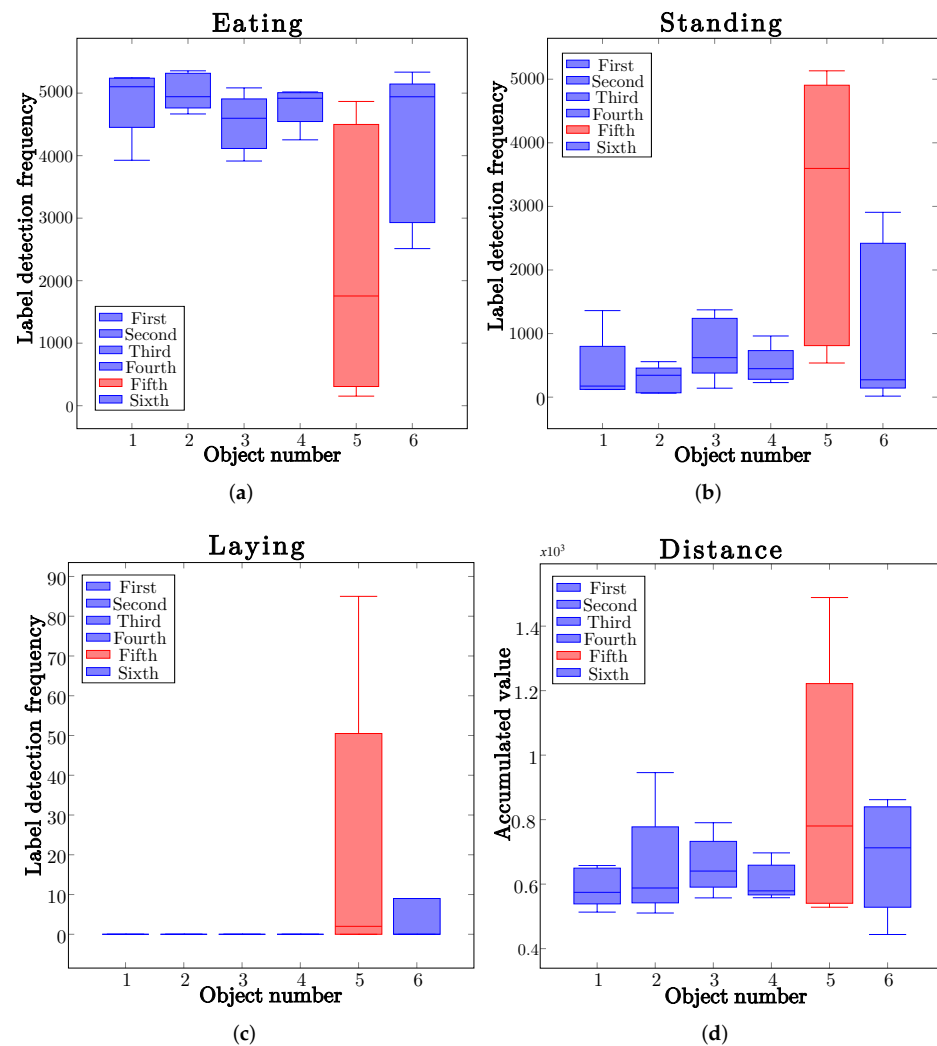 Eating
Label detection frequency
5000
4000
3000
2000
1000
0
First
Second
Third
Fourth
Fifth
Sixth
1 2 3 4 5 6
Object number
(a)
Standing
Label detection frequency
5000
4000
3000
2000
1000
0
First
Second
Third
Fourth
Fifth
Sixth
1 2 3 4 5 6
Object number
(b)
Laying
Label detection frequency
90
80
70
60
50
40
30
20
10
0
First
Second
Third
Fourth
Fifth
Sixth
1 2 3 4 5 6
Object number
(c)
x10³
Distance
Accumulated value
1.4
1.2
1
0.8
0.6
0.4
First
Second
Third
Fourth
Fifth
Sixth
1 2 3 4 5 6
Object number
(d)